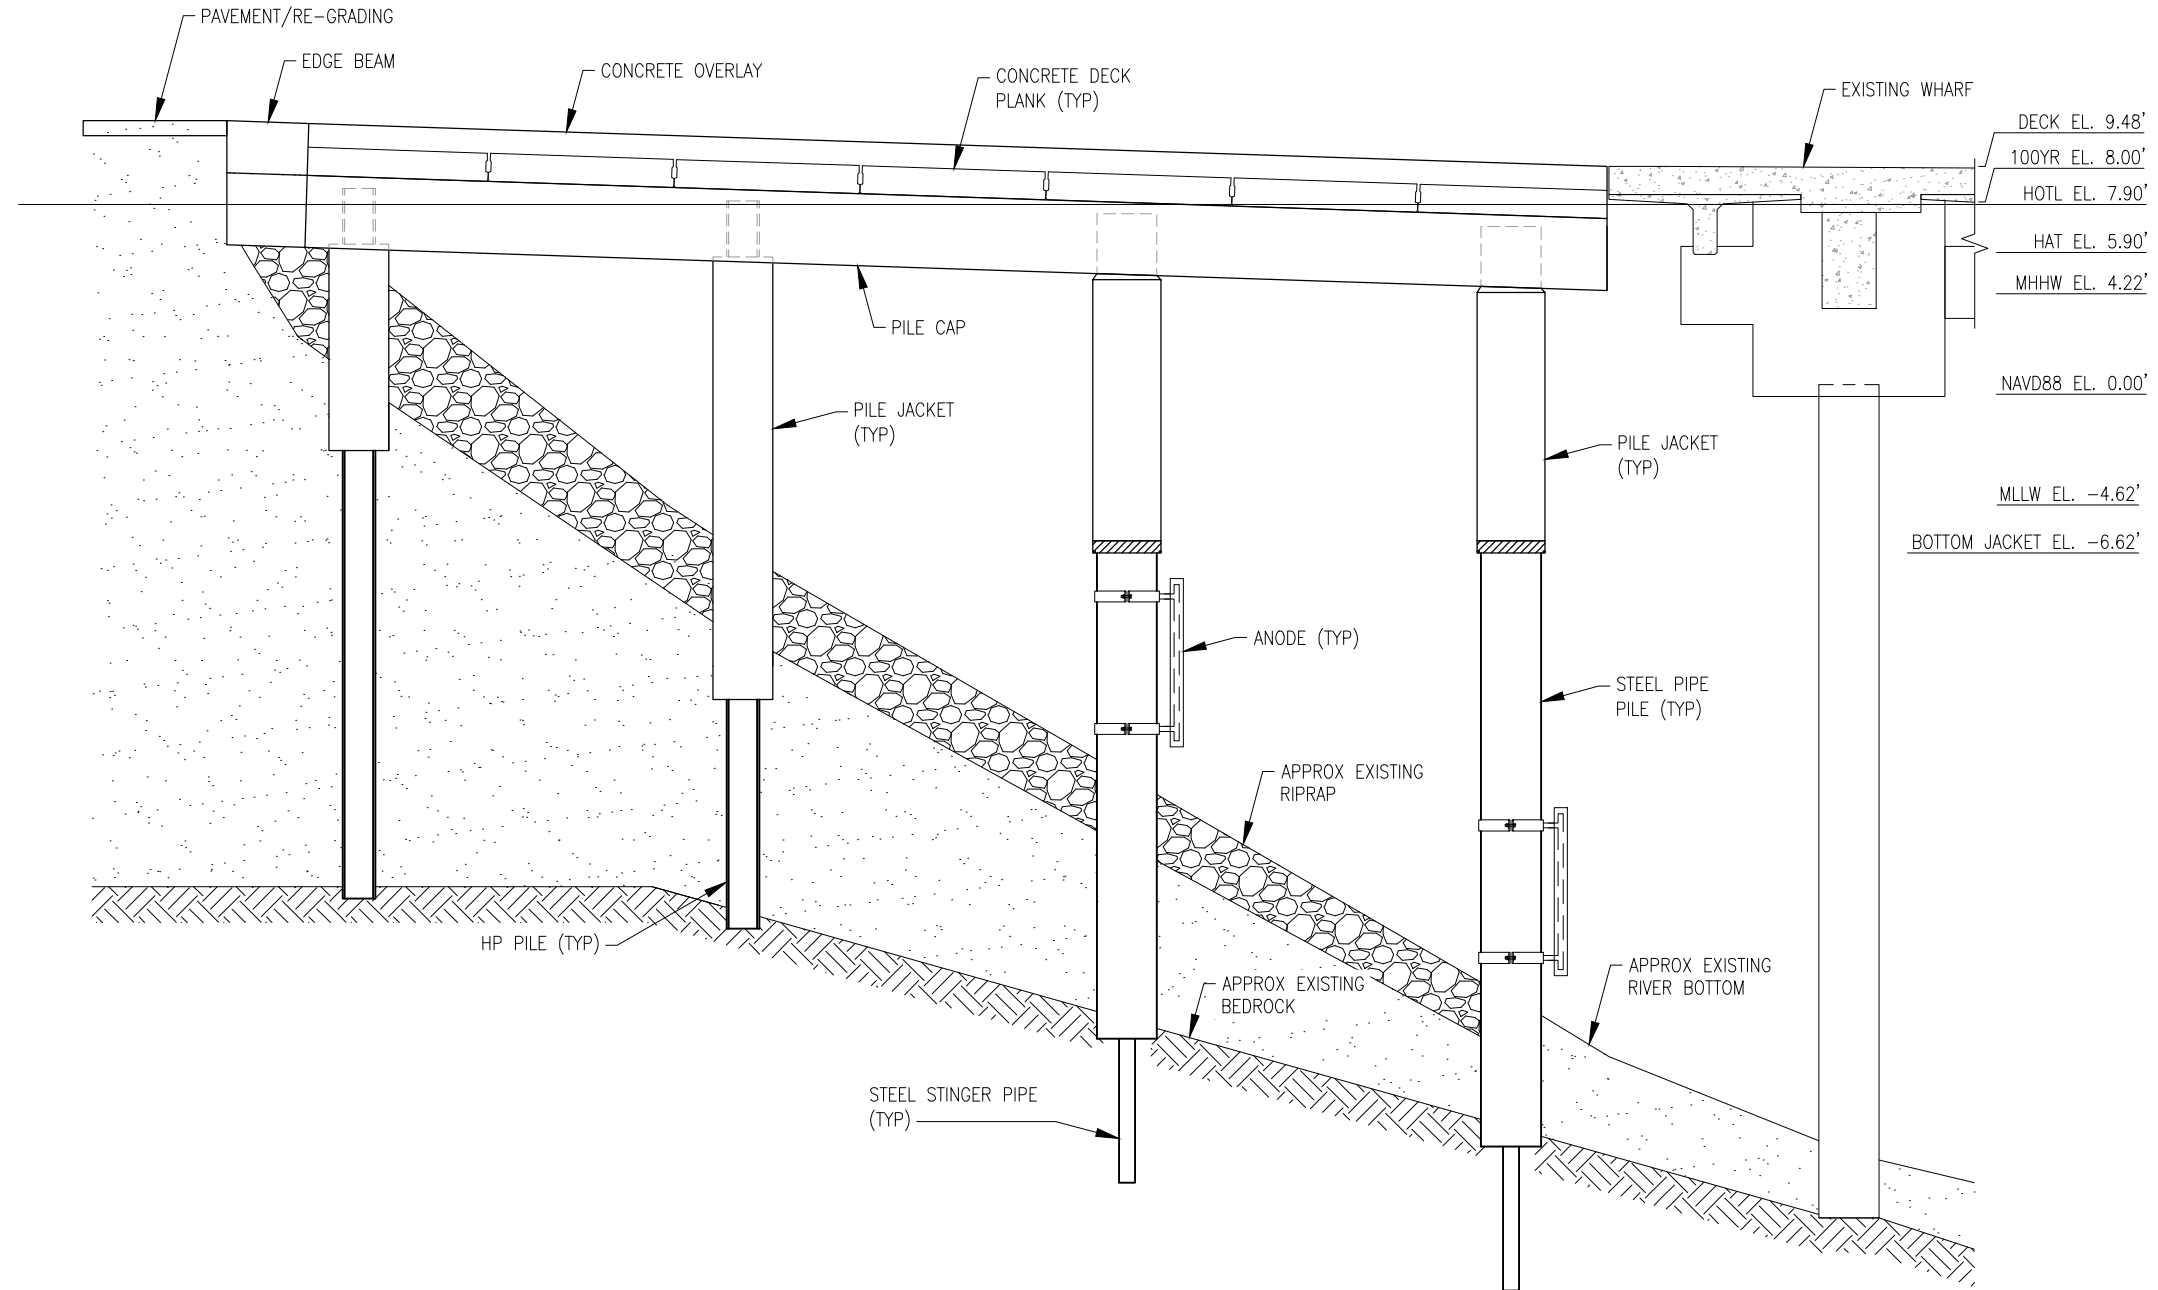 PAVEMENT/RE-GRADING
EDGE BEAM
CONCRETE OVERLAY
CONCRETE DECK
PLANK (TYP)
EXISTING WHARF
DECK EL. 9.48'
100YR EL. 8.00'
HOTL EL. 7.90'
HAT EL. 5.90'
MHHW EL. 4.22'
PILE CAP
NAVD88 EL. 0.00'
PILE JACKET
(TYP)
PILE JACKET
(TYP)
MLLW EL. -4.62'
BOTTOM JACKET EL. -6.62'
ANODE (TYP)
STEEL PIPE
PILE (TYP)
APPROX EXISTING
RIPRAP
HP PILE (TYP)
APPROX EXISTING
BEDROCK
APPROX EXISTING
RIVER BOTTOM
STEEL STINGER PIPE
(TYP)